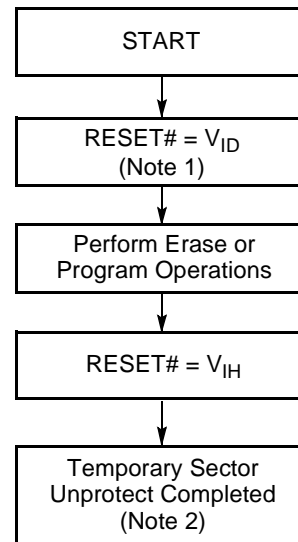 START
RESET# = VID
(Note 1)
Perform Erase or
Program Operations
RESET# = VIH
Temporary Sector
Unprotect Completed
(Note 2)